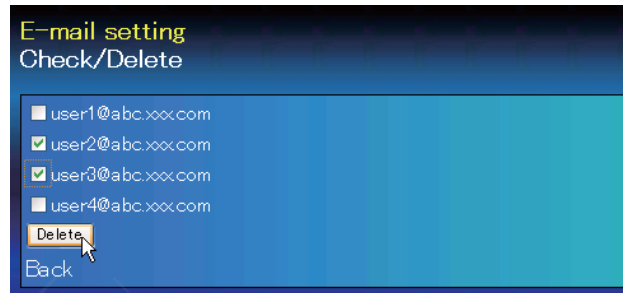 E-mail setting
Check/Delete
user1@abc.xxx.com
user2@abc.xxx.com
user3@abc.xxx.com
user4@abc.xxx.com
Delete
Back